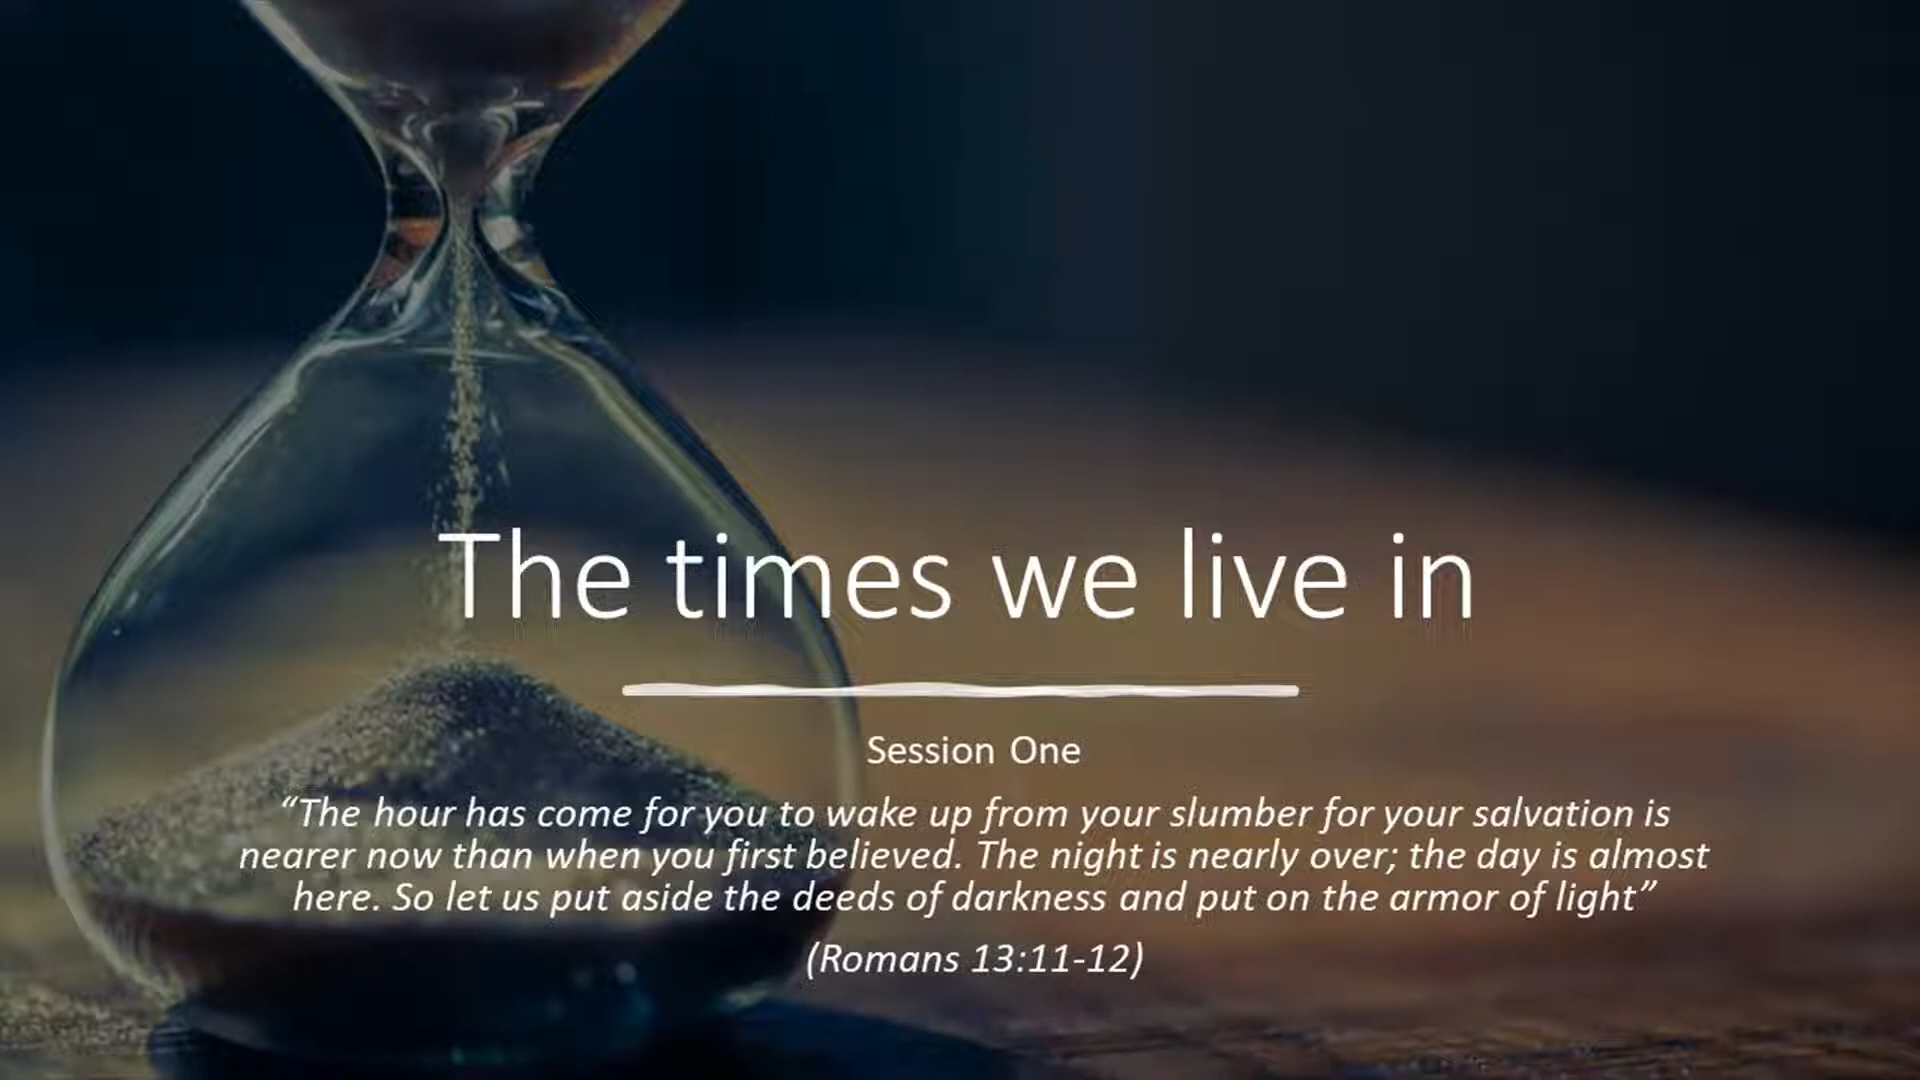 The times we live in
Session One
“The hour has come for you to wake up from your slumber for your salvation is
nearer now than when you first believed. The night is nearly over; the day is almost
here. So let us put aside the deeds of darkness and put on the armor of light”
(Romans 13:11-12)